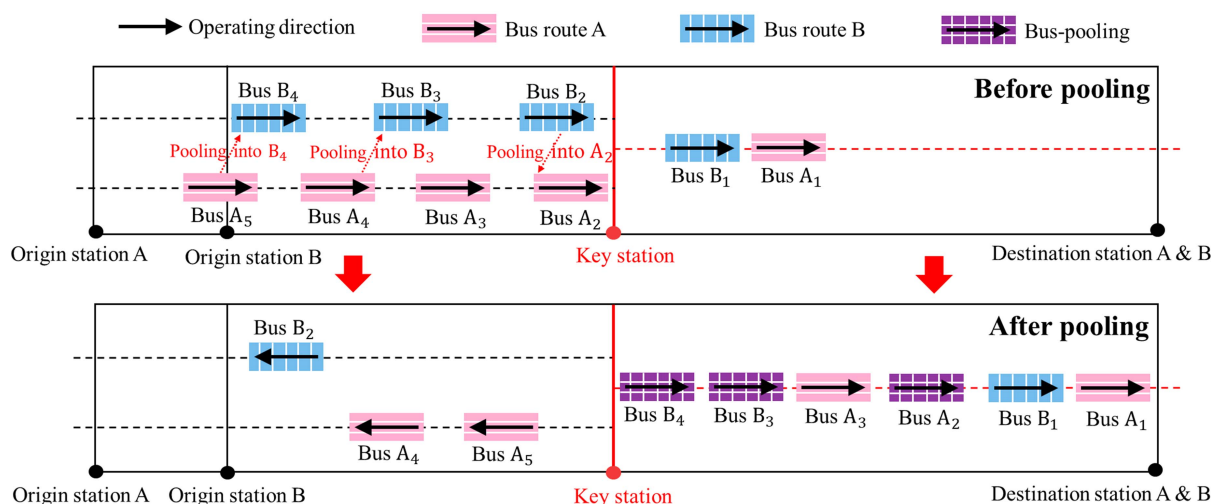 Operating direction
Bus route A
Bus route B
Bus-pooling
Before pooling
Bus B₄
Bus B₃
Bus B₂
Pooling into B₄
Pooling into B₃
Pooling into A₂
Bus B₁
Bus A₁
Bus A₅
Bus A₄
Bus A₃
Bus A₂
Origin station A
Origin station B
Key station
Destination station A & B
After pooling
Bus B₂
Bus B₄
Bus B₃
Bus A₃
Bus A₂
Bus B₁
Bus A₁
Bus A₄
Bus A₅
Origin station A
Origin station B
Key station
Destination station A & B